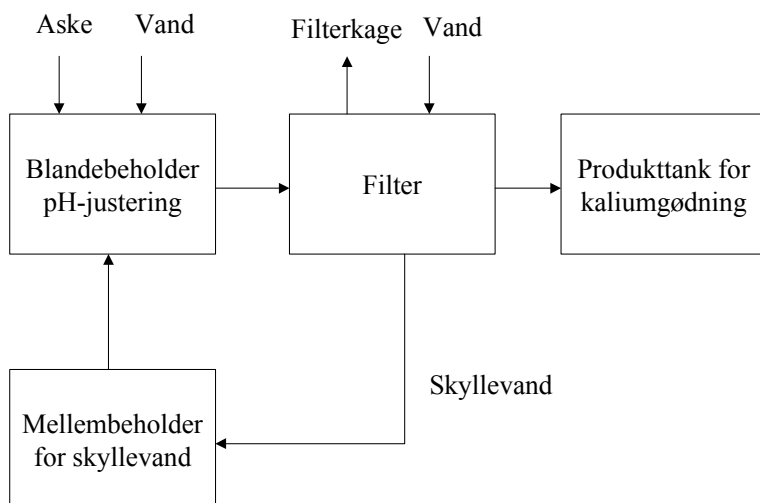 Aske
Vand
Filterkage
Vand
Blandebeholder
pH-justering
Filter
Produkttank for
kaliumgødning
Skyllevand
Mellembeholder
for skyllevand